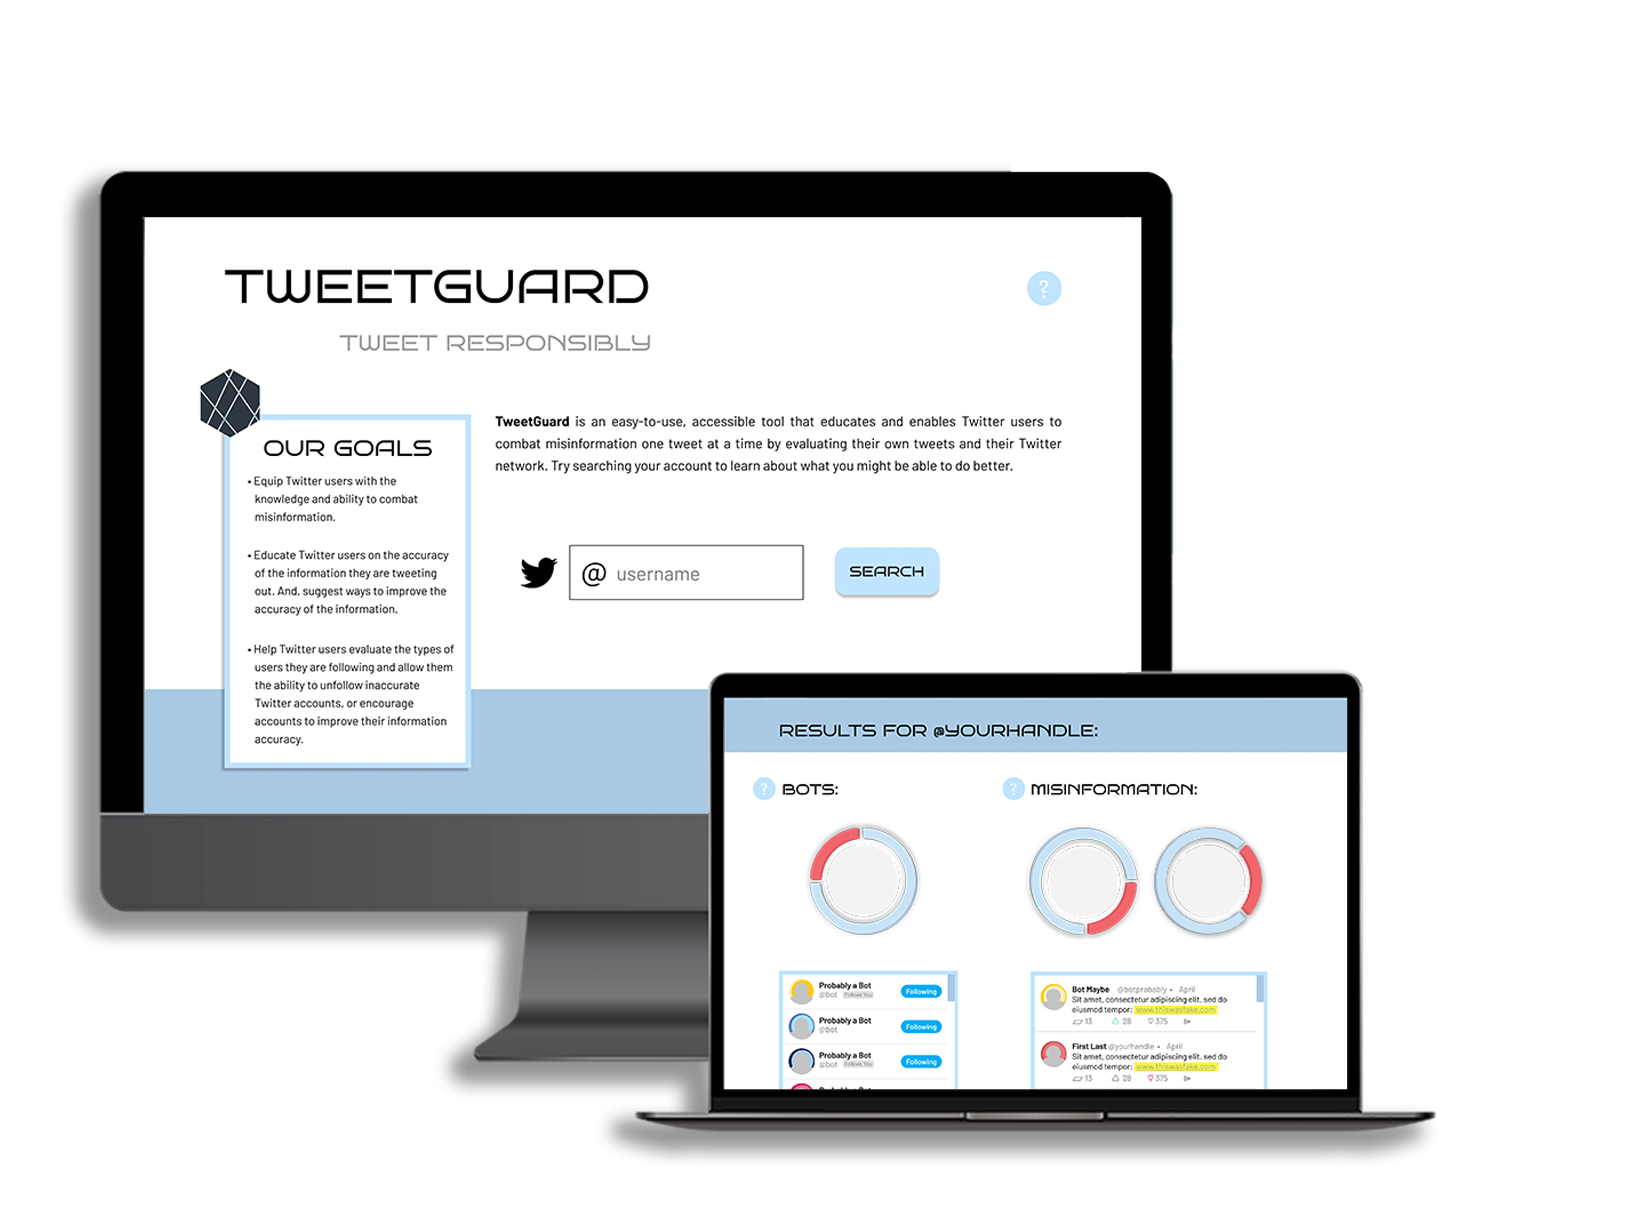 TWEETGUARD
?
TWEET RESPONSIBLY
OUR GOALS
• Equip Twitter users with the
knowledge and ability to combat
misinformation.
• Educate Twitter users on the accuracy
of the information they are tweeting
out. And, suggest ways to improve the
accuracy of the information.
• Help Twitter users evaluate the types of
users they are following and allow them
the ability to unfollow inaccurate
Twitter accounts, or encourage
accounts to improve their information
accuracy.
TweetGuard is an easy-to-use, accessible tool that educates and enables Twitter users to
combat misinformation one tweet at a time by evaluating their own tweets and their Twitter
network. Try searching your account to learn about what you might be able to do better.
@ username
SEARCH
RESULTS FOR @YOURHANDLE:
? BOTS:
? MISINFORMATION:
Probably a Bot
@bot Follows You
Following
Probably a Bot
@bot
Following
Probably a Bot
@bot Follows You
Following
Probably a Bot
Bot Maybe @botprobably • April
Sit amet, consectetur adipiscing elit, sed do
eiusmod tempor: www.thiswasfake.com
13 28 375
First Last @yourhandle • April
Sit amet, consectetur adipiscing elit, sed do
eiusmod tempor: www.thiswasfake.com
13 28 375